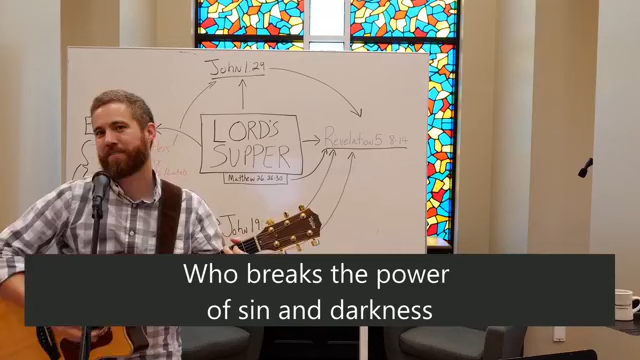 John 1:29
LORD'S
SUPPER
Matthew 26:26-30
Revelation 5:8-14
John 19
Who breaks the power
of sin and darkness